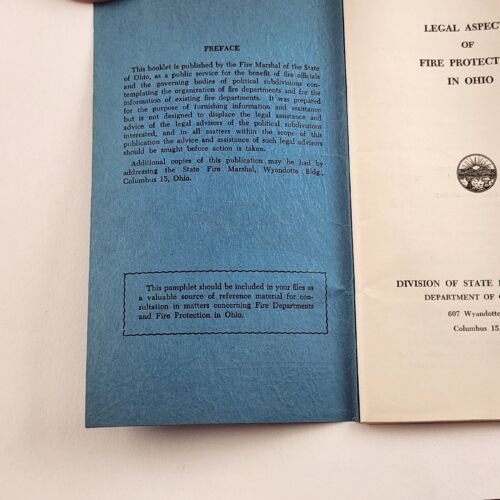 PREFACE
This booklet is published by the Fire Marshal of the State
of Ohio, as a public service for the benefit of fire officials
and the governing bodies of political subdivisions con-
templating the organization of fire departments and for the
information of existing fire departments. It was prepared
for the purpose of furnishing information and assistance
but is not designed to displace the legal assistance and
advice of the legal advisors of the political subdivisions
interested, and in all matters within the scope of this
publication the advice and assistance of such legal advisors
should be sought before action is taken.
Additional copies of this publication may be had by
addressing the State Fire Marshal, Wyandotte Bldg.,
Columbus 15, Ohio.
This pamphlet should be included in your files as
a valuable source of reference material for con-
sultation in matters concerning Fire Departments
and Fire Protection in Ohio.
LEGAL ASPECT
OF
FIRE PROTECT
IN OHIO
DIVISION OF STATE
DEPARTMENT OF
607 Wyandotte
Columbus 15,